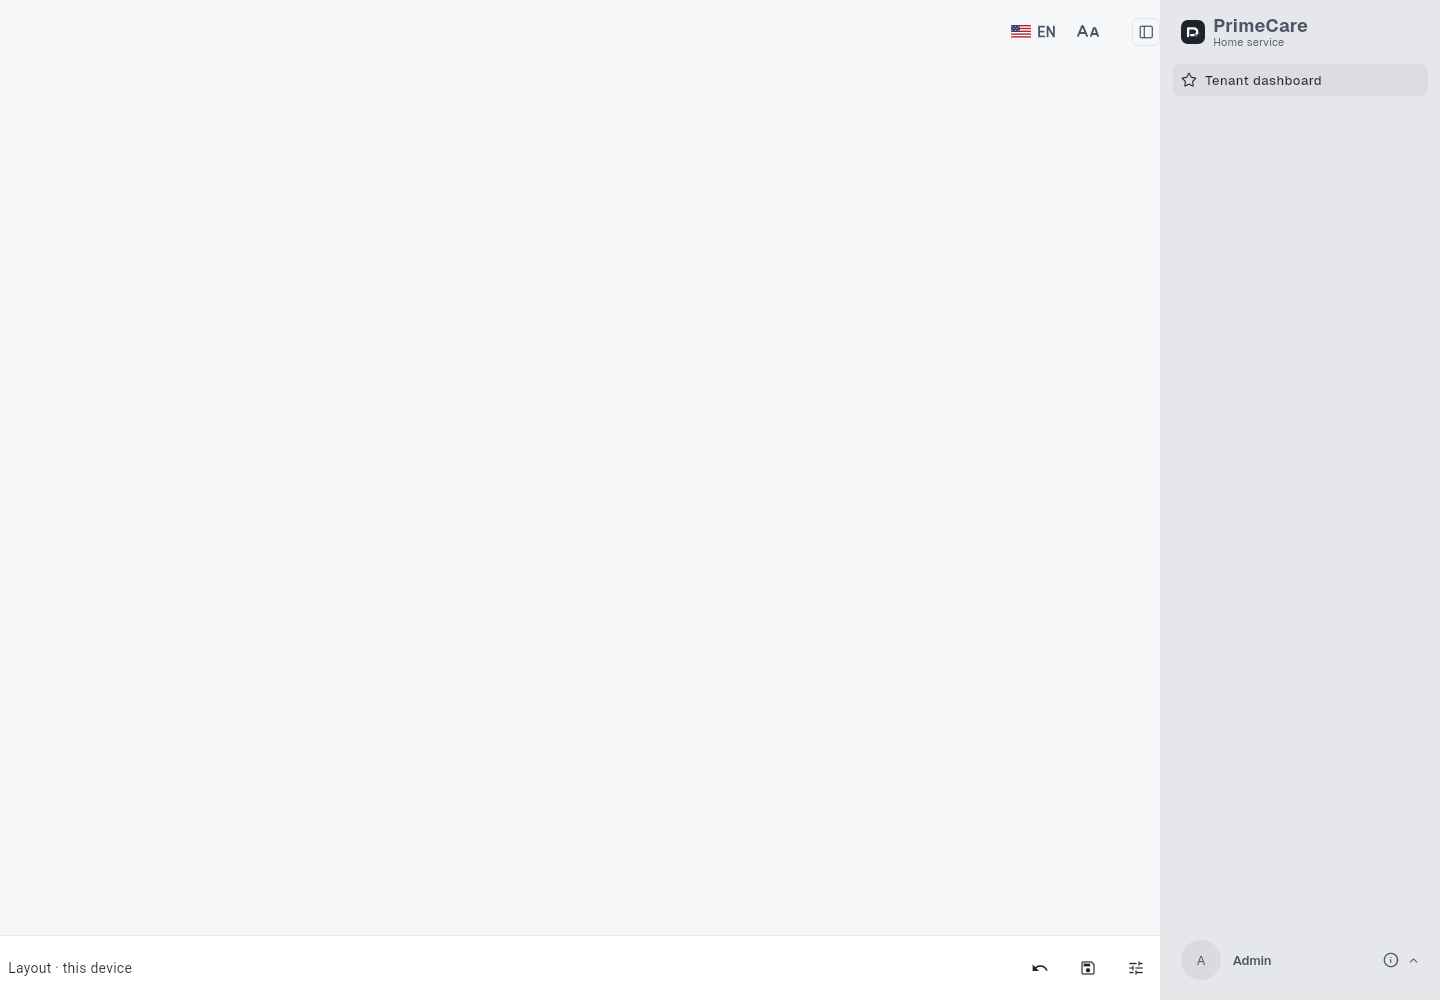 EN
AA
PrimeCare
Home service
Tenant dashboard
Layout · this device
A
Admin